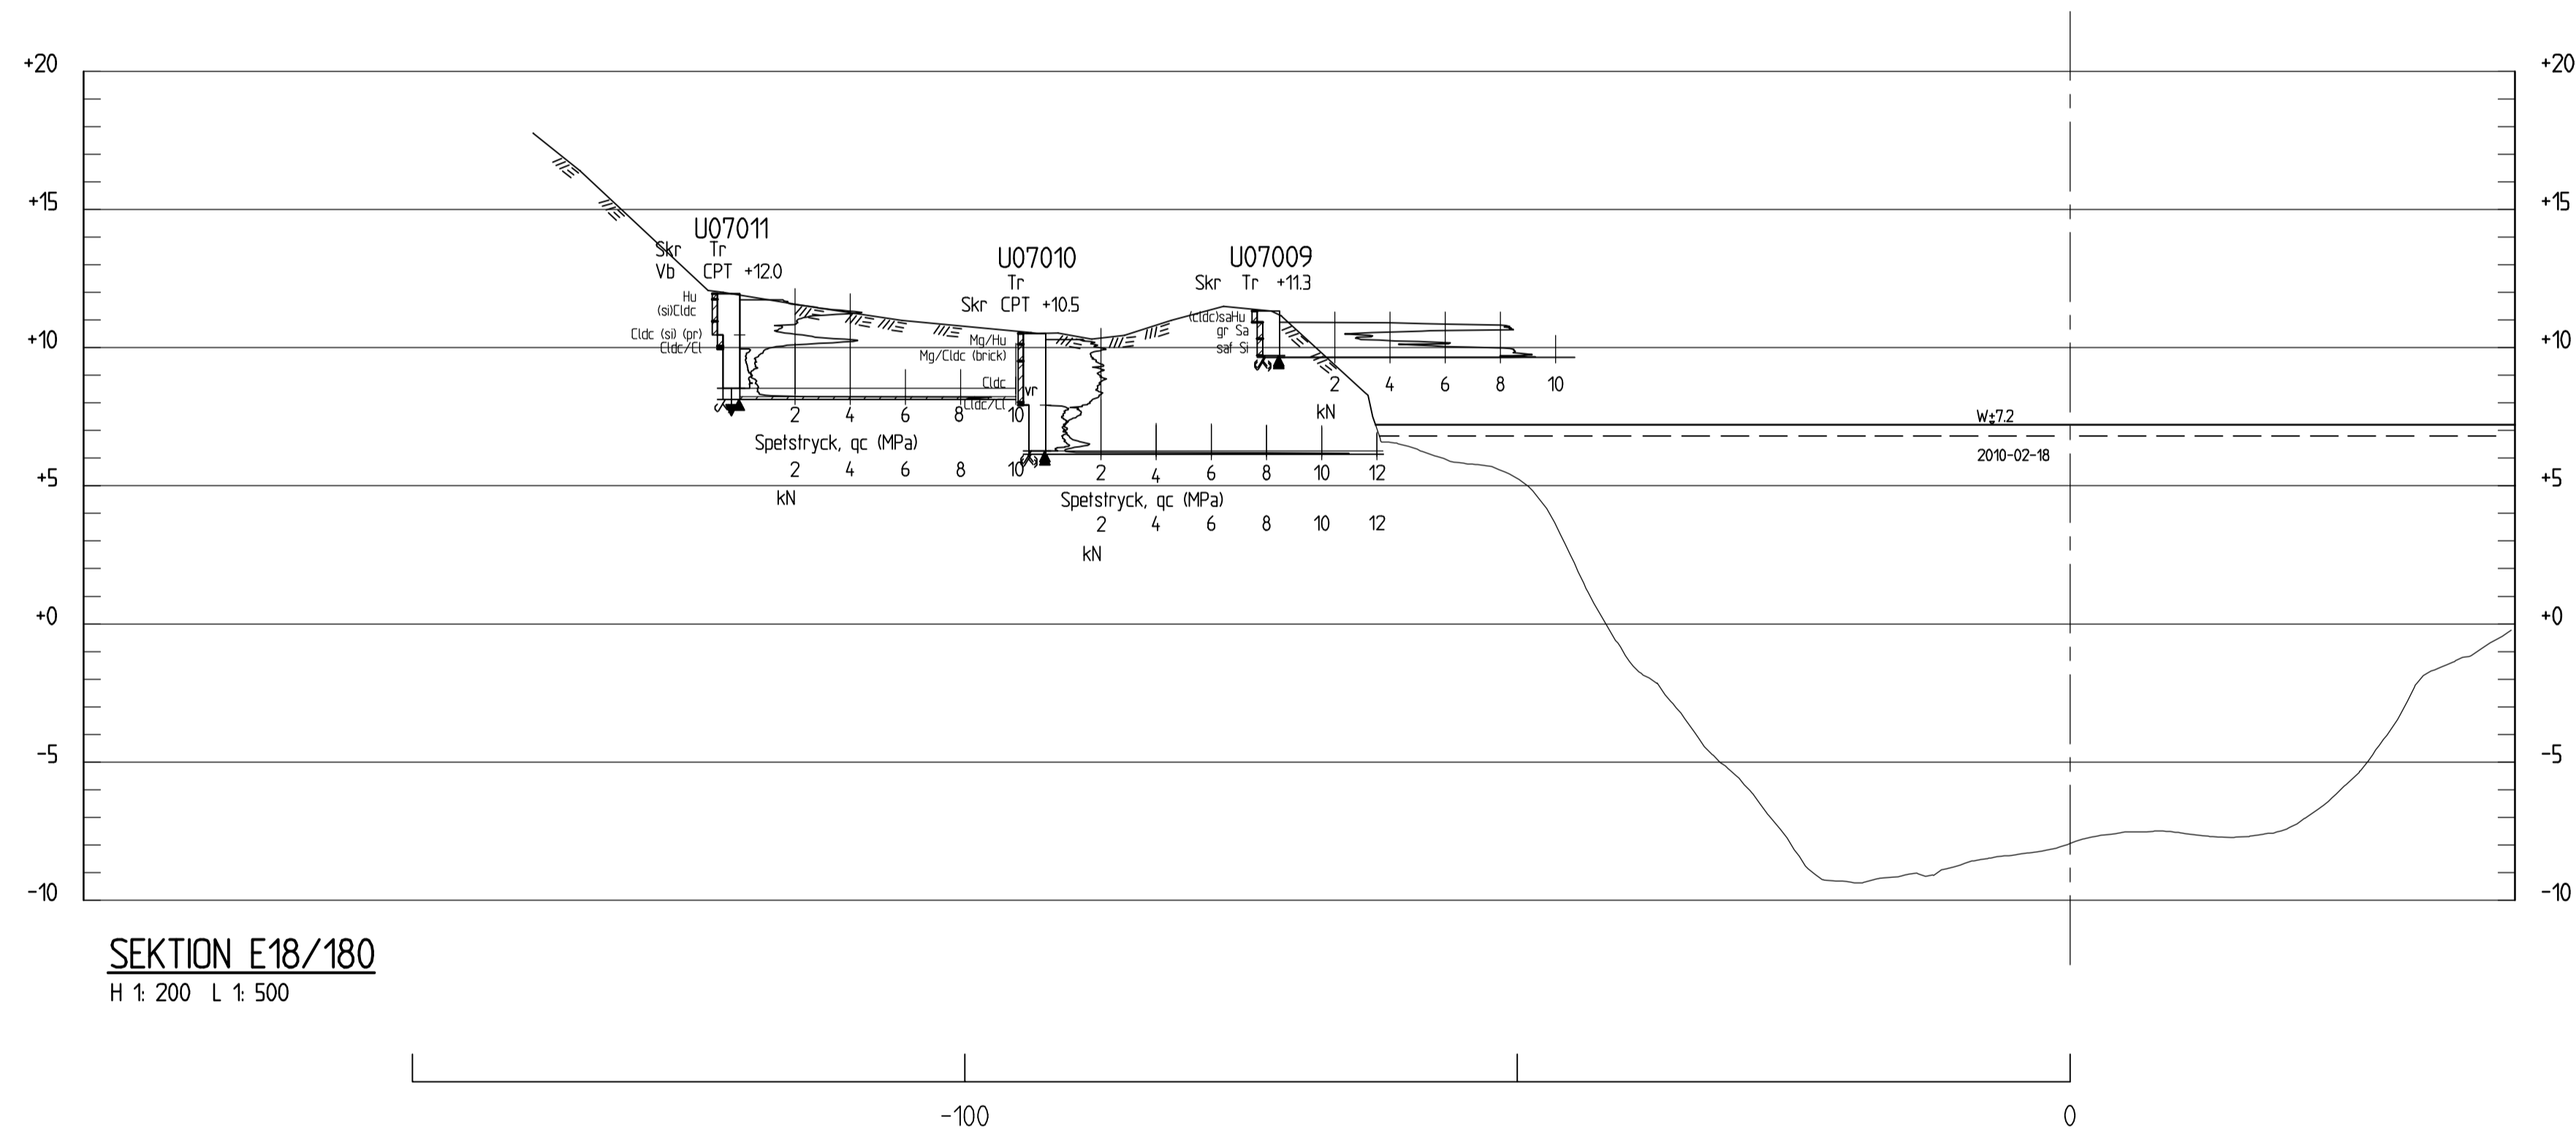 +20 +20
+15 +15
U07011
Skr Tr
Vb CPT +12.0
U07010
Tr
Skr CPT +10.5
U07009
Skr Tr +11.3
Hu
(si)Cldc
Cldc (si) (pr)
Cldc/Cl
Mg/Hu
Mg/Cldc (brick)
Cldc
vr
Cldc/Cl
(cldc)saHu
gr Sa
saf Si
+10 +10
2 4 6 8 10
kN
2 4 6 8 10
Spetstryck, qc (MPa)
2 4 6 8 10
kN
W+7.2
2010-02-18
+5 +5
2 4 6 8 10 12
Spetstryck, qc (MPa)
2 4 6 8 10 12
kN
+0 +0
-5 -5
-10 -10
SEKTION E18/180
H 1: 200 L 1: 500
-100 0